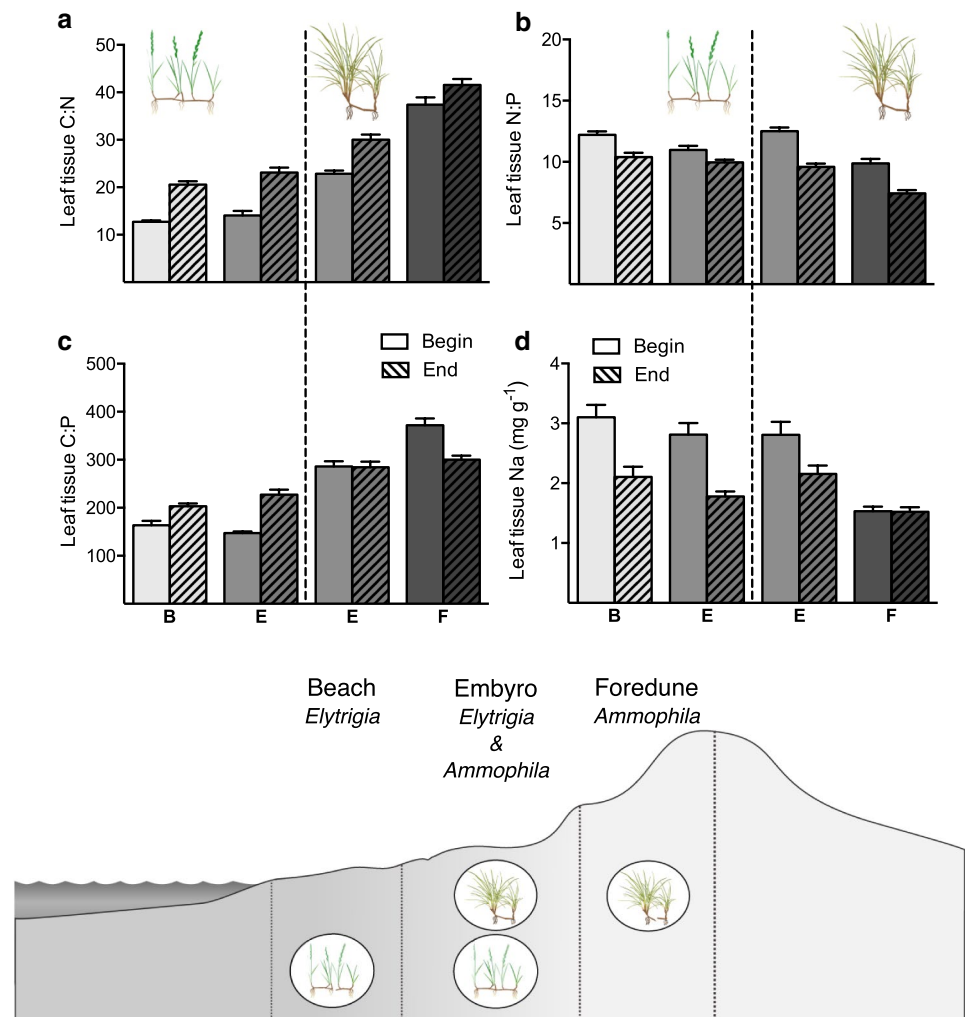 a
50
40
30
20
10
Leaf tissue C:N
b
20
15
10
5
Leaf tissue N:P
c
Begin
End
500
400
300
200
100
Leaf tissue C:P
B E E F
d
Begin
End
4
3
2
1
Leaf tissue Na (mg g⁻¹)
B E E F
Beach
Elytrigia
Embyro
Elytrigia
&
Ammophila
Foredune
Ammophila